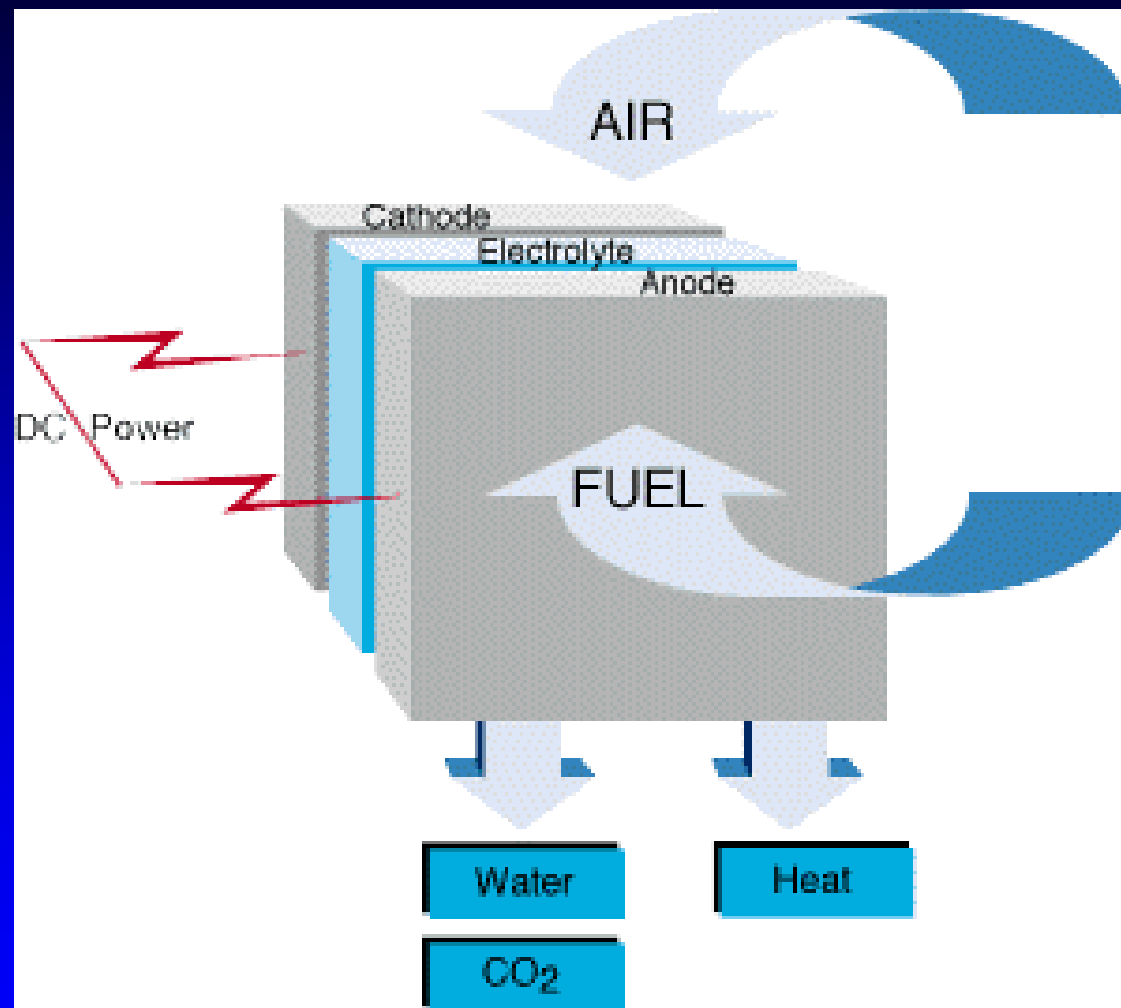 AIR
Cathode
Electrolyte
Anode
DC Power
FUEL
Water
Heat
CO2